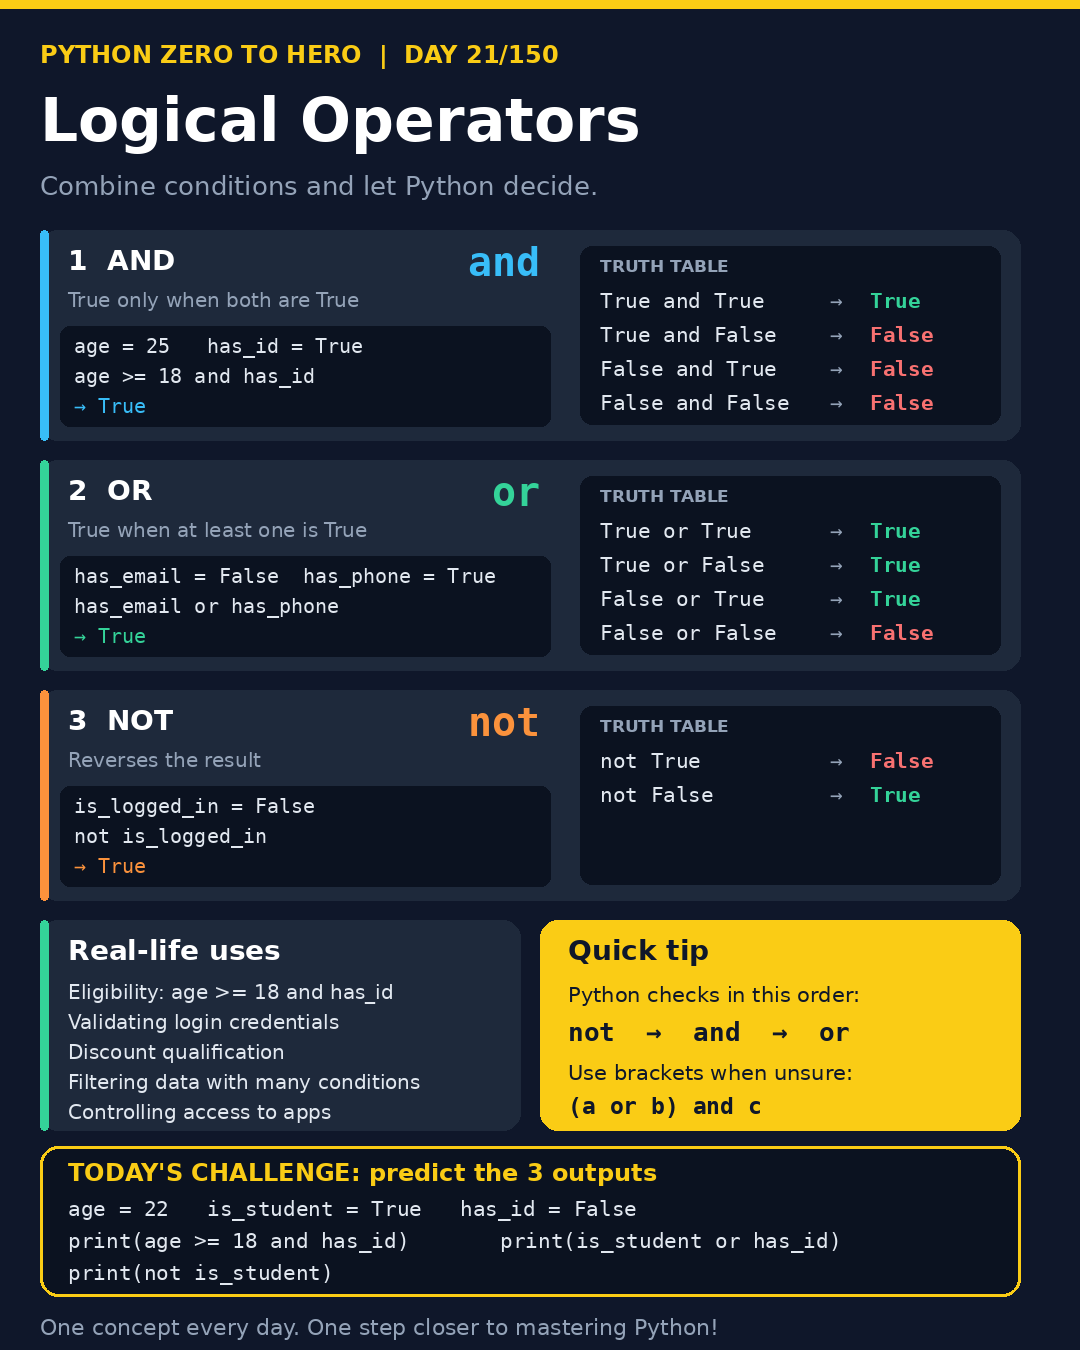 PYTHON ZERO TO HERO | DAY 21/150
Logical Operators
Combine conditions and let Python decide.
1 AND
and
True only when both are True
age = 25   has_id = True
age >= 18 and has_id
→ True
TRUTH TABLE
True and True → True
True and False → False
False and True → False
False and False → False
2 OR
or
True when at least one is True
has_email = False  has_phone = True
has_email or has_phone
→ True
TRUTH TABLE
True or True → True
True or False → True
False or True → True
False or False → False
3 NOT
not
Reverses the result
is_logged_in = False
not is_logged_in
→ True
TRUTH TABLE
not True → False
not False → True
Real-life uses
Eligibility: age >= 18 and has_id
Validating login credentials
Discount qualification
Filtering data with many conditions
Controlling access to apps
Quick tip
Python checks in this order:
not → and → or
Use brackets when unsure:
(a or b) and c
TODAY'S CHALLENGE: predict the 3 outputs
age = 22   is_student = True   has_id = False
print(age >= 18 and has_id)   print(is_student or has_id)
print(not is_student)
One concept every day. One step closer to mastering Python!